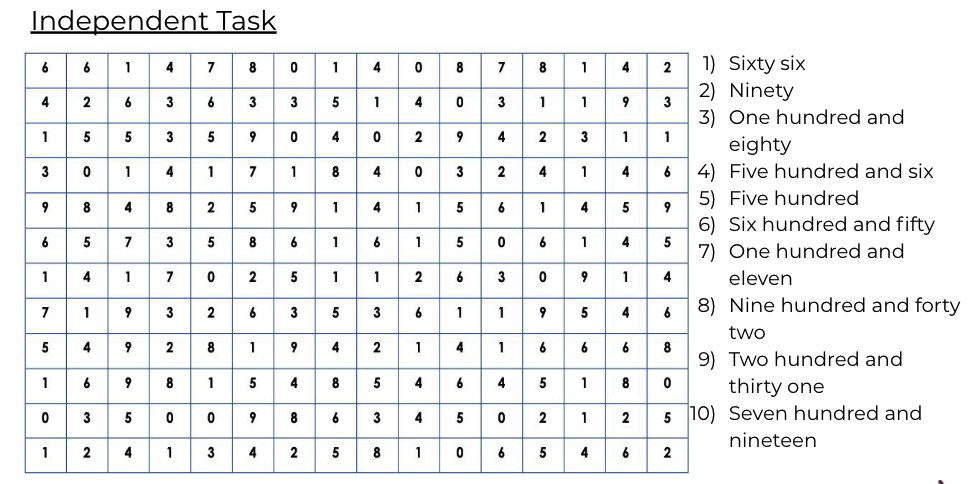 Independent Task
6 6 1 4 7 8 0 1 4 0 8 7 8 1 4 2
4 2 6 3 6 3 3 5 1 4 0 3 1 1 9 3
1 5 5 3 5 9 0 4 0 2 9 4 2 3 1 1
3 0 1 4 1 7 1 8 4 0 3 2 4 1 4 6
9 8 4 8 2 5 9 1 4 1 5 6 1 4 5 9
6 5 7 3 5 8 6 1 6 1 5 0 6 1 4 5
1 4 1 7 0 2 5 1 1 2 6 3 0 9 1 4
7 1 9 3 2 6 3 5 3 6 1 1 9 5 4 6
5 4 9 2 8 1 9 4 2 1 4 1 6 6 6 8
1 6 9 8 1 5 4 8 5 4 6 4 5 1 8 0
0 3 5 0 0 9 8 6 3 4 5 0 2 1 2 5
1 2 4 1 3 4 2 5 8 1 0 6 5 4 6 2
1) Sixty six
2) Ninety
3) One hundred and
eighty
4) Five hundred and six
5) Five hundred
6) Six hundred and fifty
7) One hundred and
eleven
8) Nine hundred and forty
two
9) Two hundred and
thirty one
10) Seven hundred and
nineteen